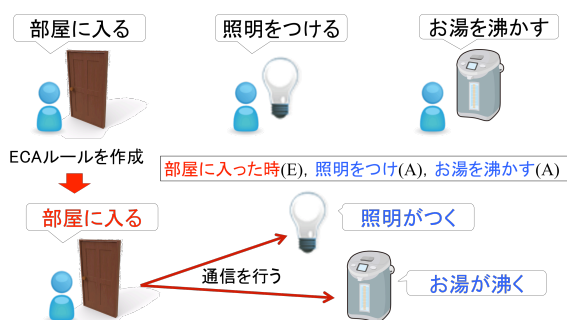 部屋に入る
照明をつける
お湯を沸かす
ECAルールを作成
部屋に入った時(E), 照明をつけ(A), お湯を沸かす(A)
部屋に入る
照明がつく
通信を行う
お湯が沸く